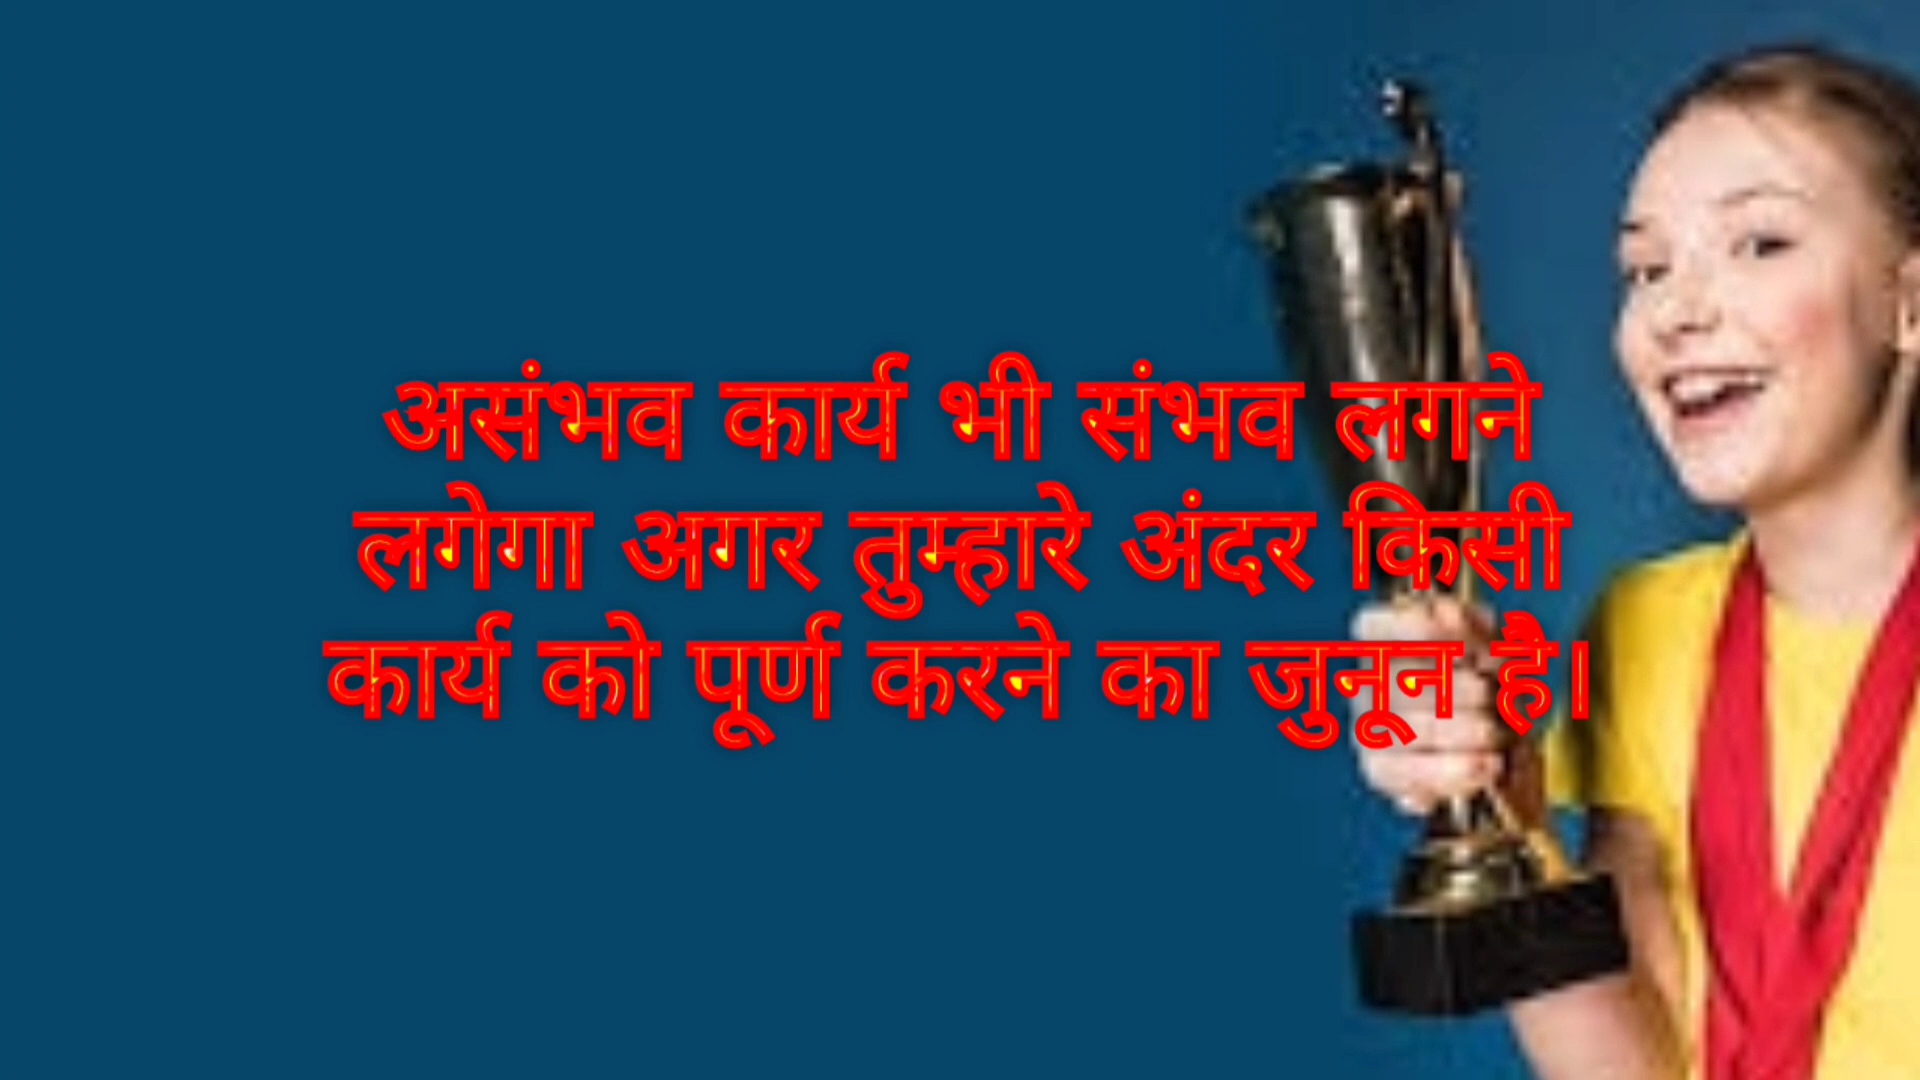 असंभव कार्य भी संभव लगने
लगेगा अगर तुम्हारे अंदर किसी
कार्य को पूर्ण करने का जुनून है।